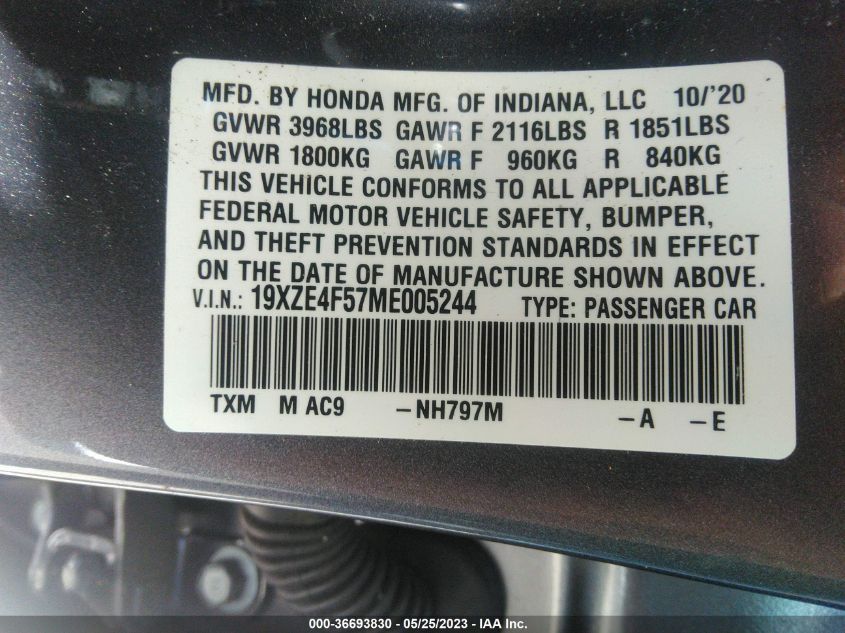 MFD. BY HONDA MFG. OF INDIANA, LLC 10/'20
GVWR 3968LBS GAWR F 2116LBS R 1851LBS
GVWR 1800KG GAWR F 960KG R 840KG
THIS VEHICLE CONFORMS TO ALL APPLICABLE
FEDERAL MOTOR VEHICLE SAFETY, BUMPER,
AND THEFT PREVENTION STANDARDS IN EFFECT
ON THE DATE OF MANUFACTURE SHOWN ABOVE.
V.I.N.: 19XZE4F57ME005244 TYPE: PASSENGER CAR
TXM M AC9 -NH797M -A -E
000-36693830 - 05/25/2023 - IAA Inc.